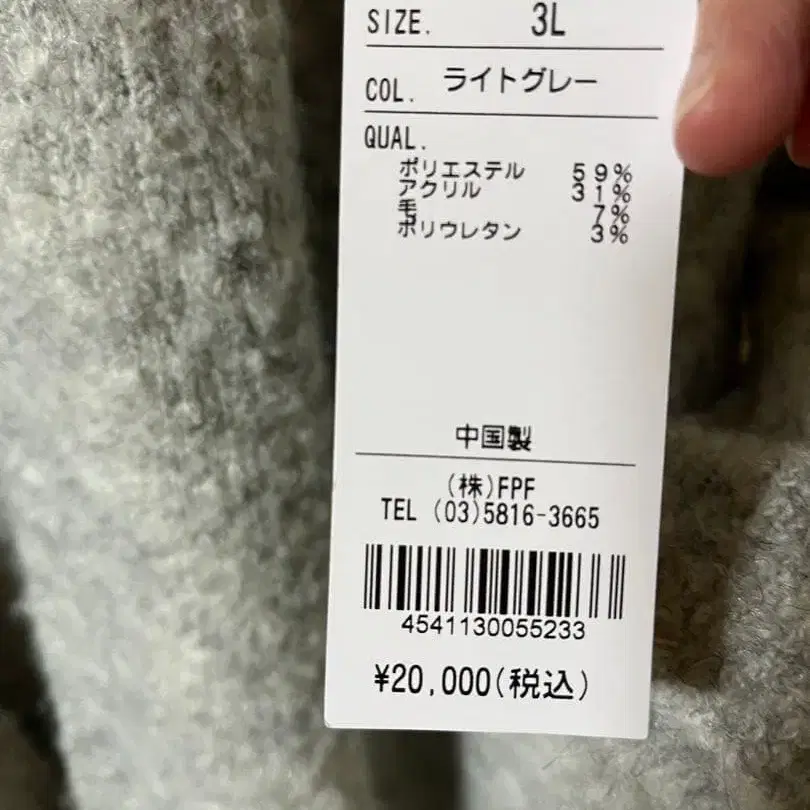 SIZE. 3L
COL. ライトグレー
QUAL.
ポリエステル 59%
アクリル 31%
毛 7%
ポリウレタン 3%
中国製
(株)FPF
TEL (03)5816-3665
4541130055233
¥20,000(税込)